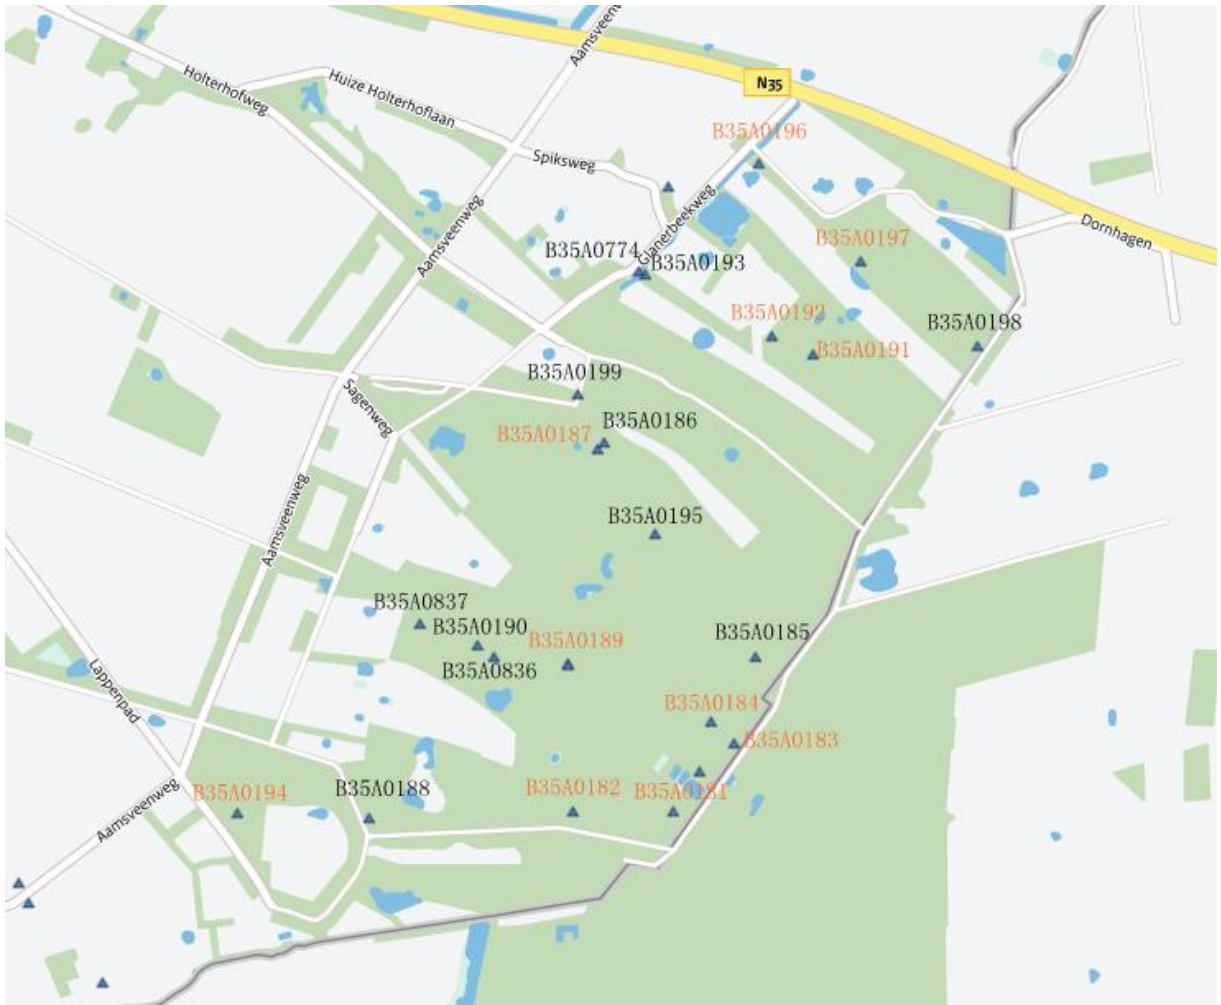 Aamsveenweg
N35
Holterhofweg
Huize Holterhoflaan
B35A0196
Spiksweg
Glanerbeekweg
Aamsveenweg
Dornhagen
B35A0197
B35A0774
B35A0193
B35A0192
B35A0198
B35A0191
B35A0199
Sagenweg
B35A0186
B35A0187
B35A0195
Aamsveenweg
B35A0837
B35A0190
B35A0185
B35A0189
B35A0836
Lappenpad
B35A0184
B35A0183
B35A0194
B35A0188
B35A0182
B35A0181
Aamsveenweg